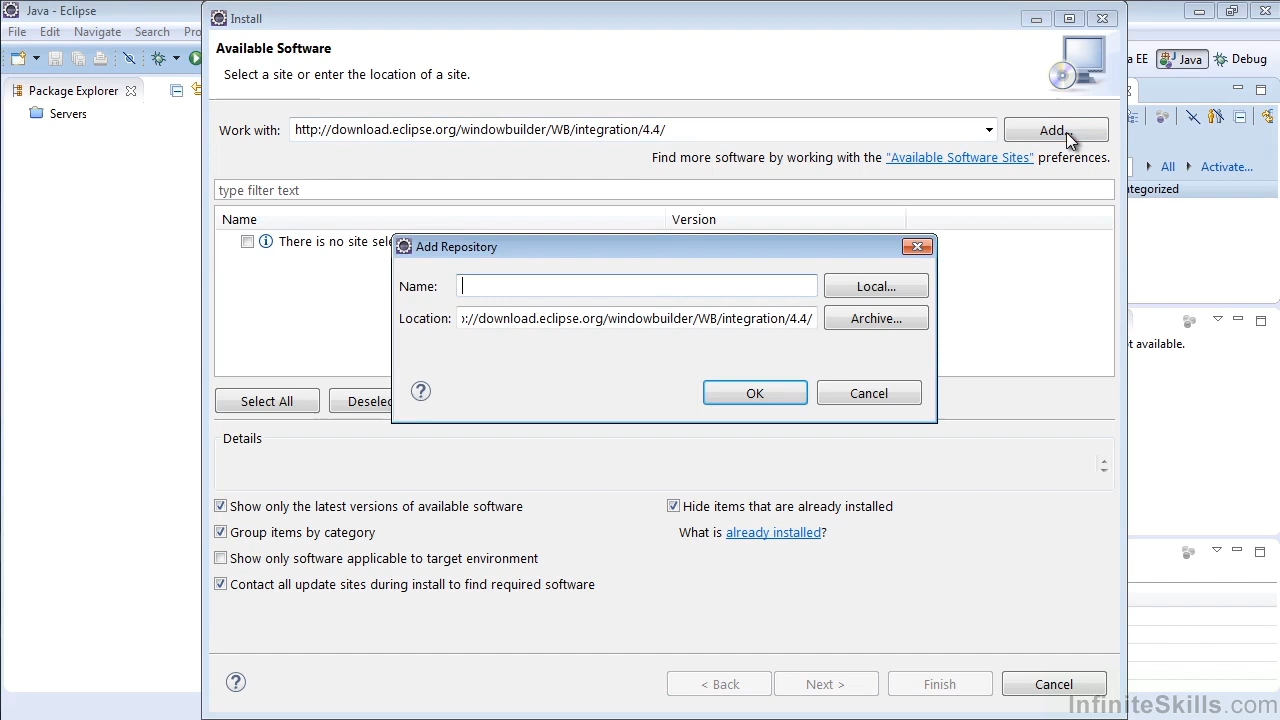 Java - Eclipse
Install
File Edit Navigate Search Pro
Available Software
Select a site or enter the location of a site.
a EE Java Debug
Package Explorer
Servers
Work with: http://download.eclipse.org/windowbuilder/WB/integration/4.4/ Add...
Find more software by working with the "Available Software Sites" preferences.
All Activate...
type filter text
tegorized
Name Version
There is no site sele
Add Repository
Name: Local...
Location: ://download.eclipse.org/windowbuilder/WB/integration/4.4/ Archive...
t available.
? OK Cancel
Select All Deselec
Details
Show only the latest versions of available software Hide items that are already installed
Group items by category What is already installed?
Show only software applicable to target environment
Contact all update sites during install to find required software
? < Back Next > Finish Cancel
InfiniteSkills.com